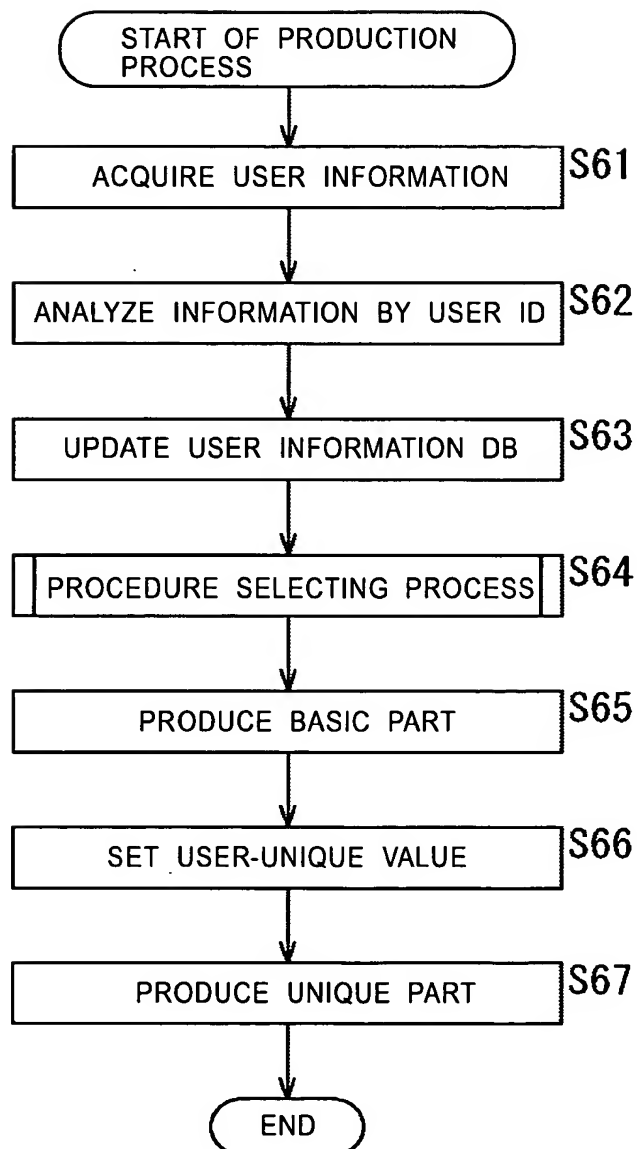 START OF PRODUCTION
PROCESS
ACQUIRE USER INFORMATION
S61
ANALYZE INFORMATION BY USER ID
S62
UPDATE USER INFORMATION DB
S63
PROCEDURE SELECTING PROCESS
S64
PRODUCE BASIC PART
S65
SET USER-UNIQUE VALUE
S66
PRODUCE UNIQUE PART
S67
END